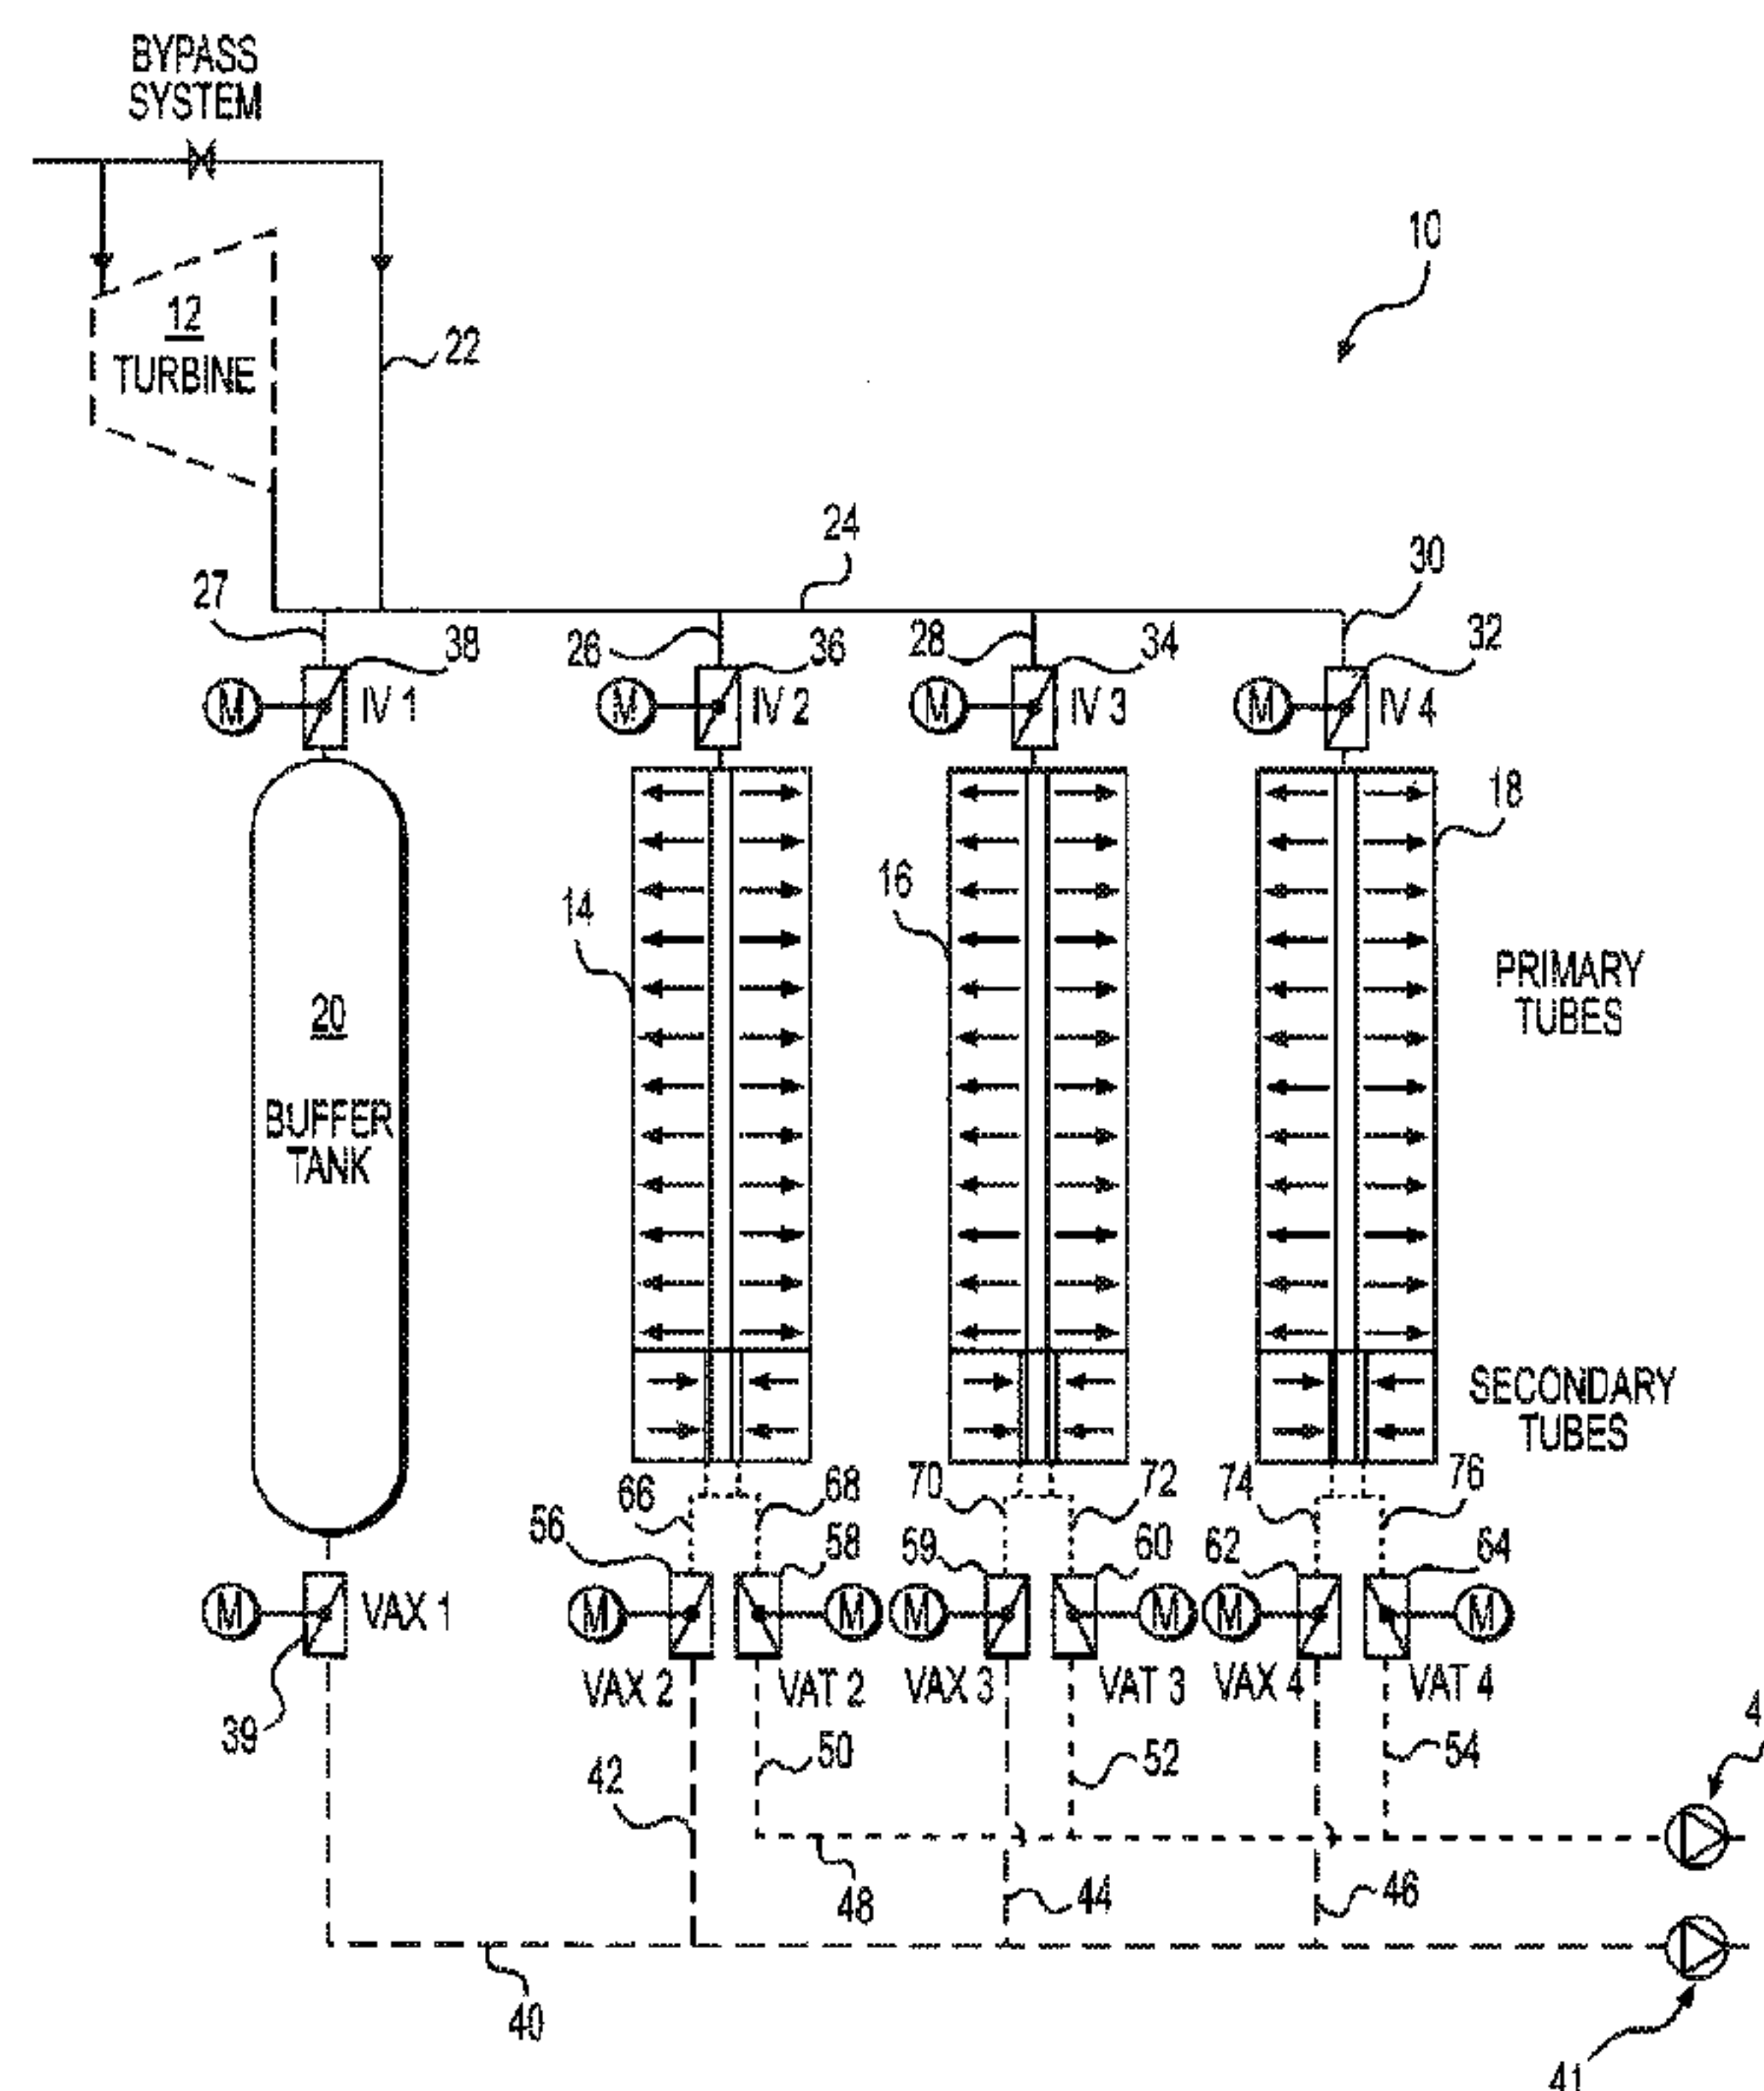 BYPASS
SYSTEM
10
12
TURBINE
22
24
27
30
38
26
36
28
34
32
M
IV 1
M
IV 2
M
IV 3
M
IV 4
18
16
14
PRIMARY
TUBES
20
BUFFER
TANK
SECONDARY
TUBES
66
68
70
72
74
76
56
58
59
60
62
64
M
VAX 1
M
M
M
M
M
M
VAX 2
VAT 2
VAX 3
VAT 3
VAX 4
VAT 4
39
50
52
54
42
48
44
46
40
41